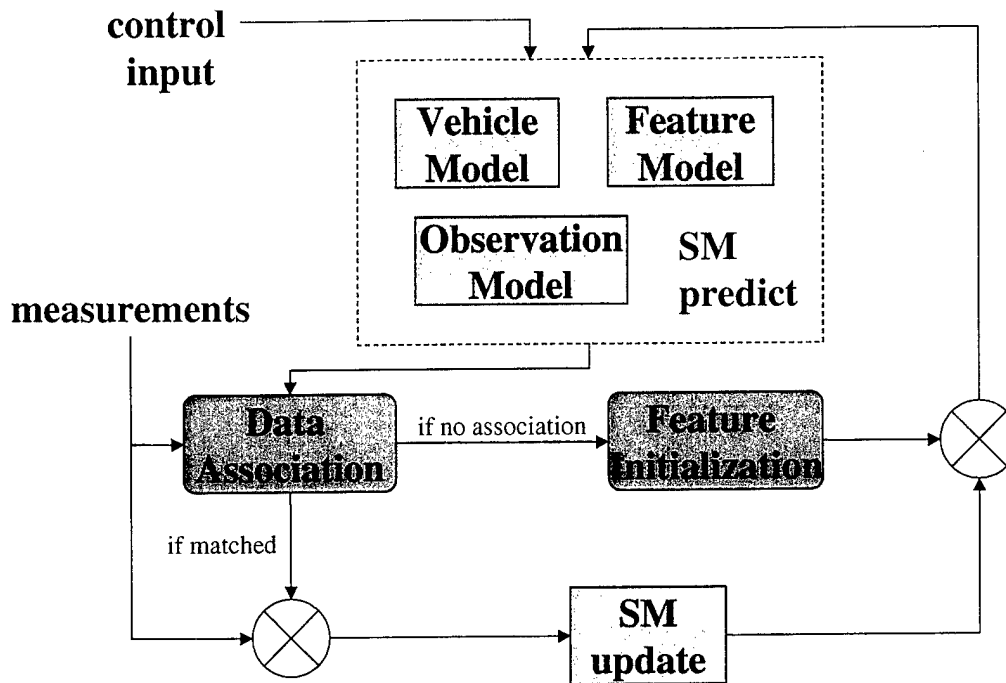 control
input
Vehicle
Model
Feature
Model
Observation
Model
SM
predict
measurements
Data
Association
if no association
Feature
Initialization
if matched
SM
update